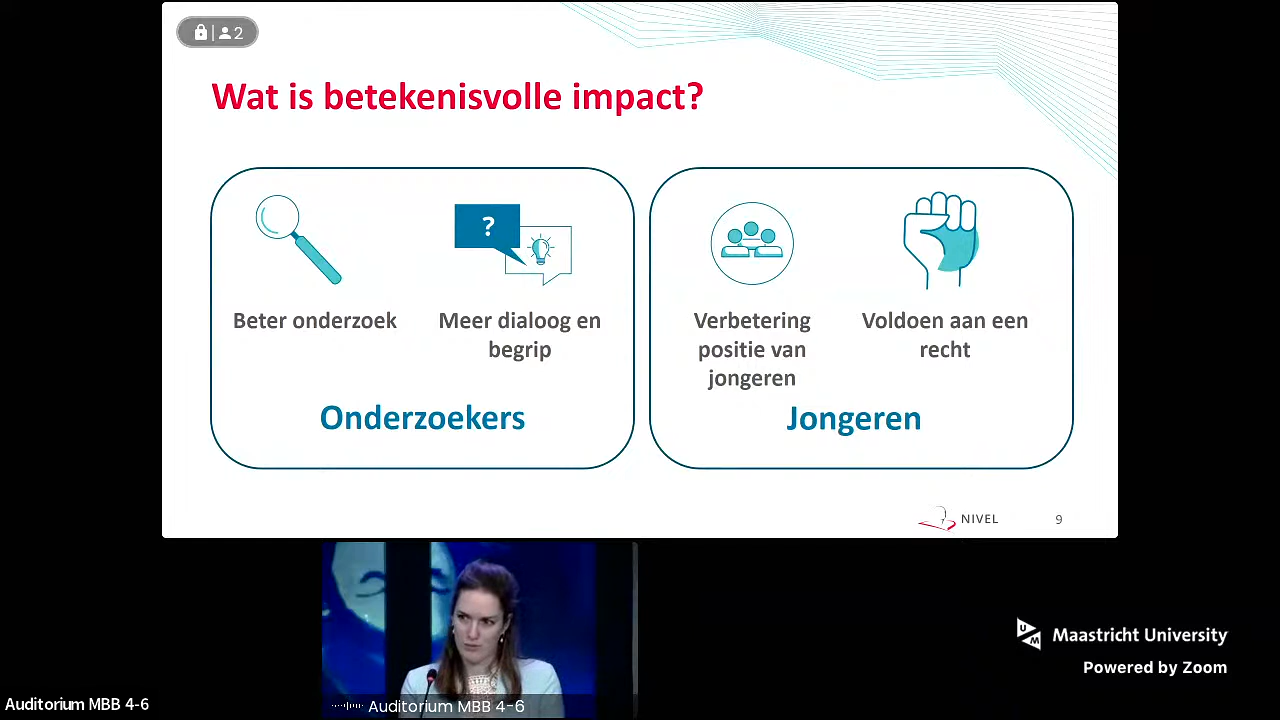 2
Wat is betekenisvolle impact?
?
Beter onderzoek
Meer dialoog en
begrip
Onderzoekers
Verbetering
positie van
jongeren
Voldoen aan een
recht
Jongeren
NIVEL
9
UM
Maastricht University
Powered by Zoom
Auditorium MBB 4-6
Auditorium MBB 4-6